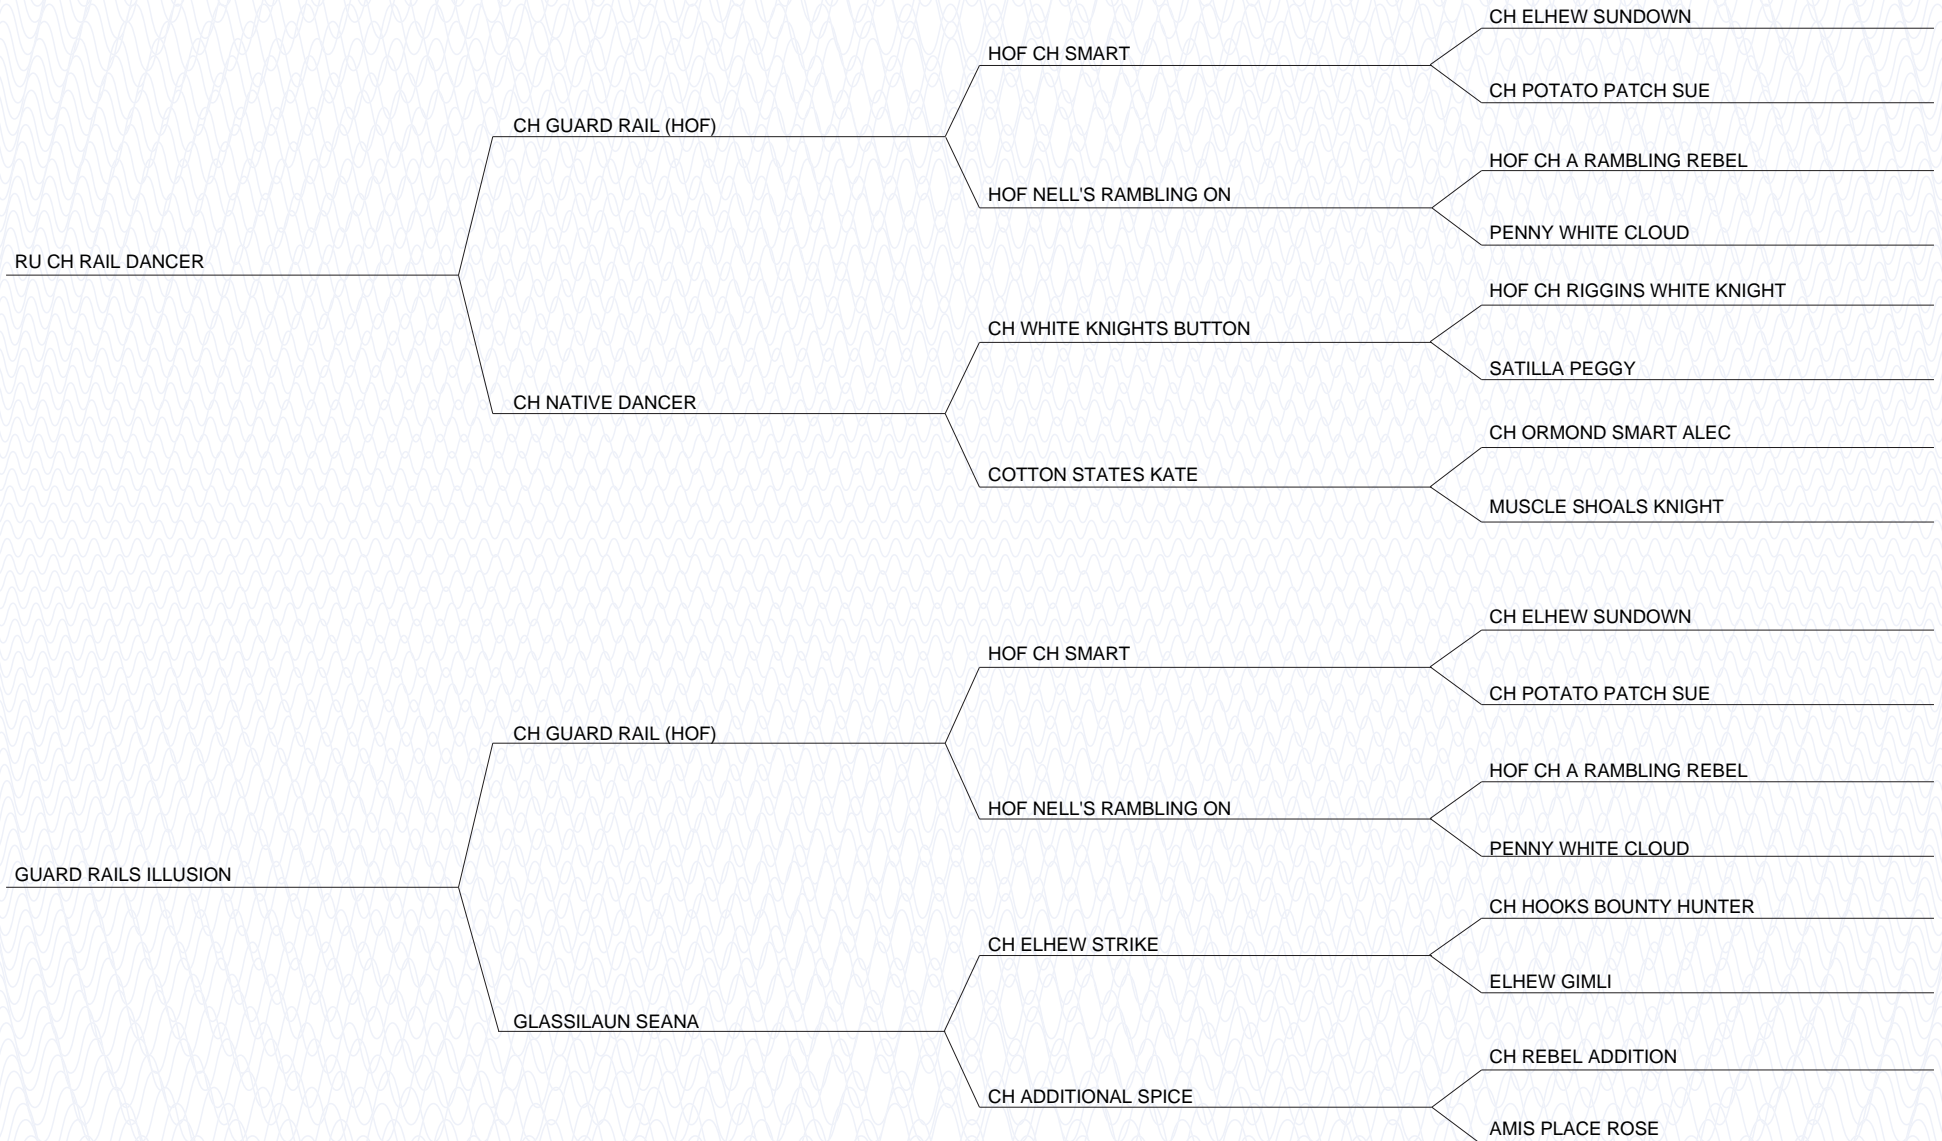 CH ELHEW SUNDOWN
HOF CH SMART
CH POTATO PATCH SUE
CH GUARD RAIL (HOF)
HOF CH A RAMBLING REBEL
HOF NELL'S RAMBLING ON
PENNY WHITE CLOUD
RU CH RAIL DANCER
HOF CH RIGGINS WHITE KNIGHT
CH WHITE KNIGHTS BUTTON
SATILLA PEGGY
CH NATIVE DANCER
CH ORMOND SMART ALEC
COTTON STATES KATE
MUSCLE SHOALS KNIGHT
CH ELHEW SUNDOWN
HOF CH SMART
CH POTATO PATCH SUE
CH GUARD RAIL (HOF)
HOF CH A RAMBLING REBEL
HOF NELL'S RAMBLING ON
PENNY WHITE CLOUD
GUARD RAILS ILLUSION
CH HOOKS BOUNTY HUNTER
CH ELHEW STRIKE
ELHEW GIMLI
GLASSILAUN SEANA
CH REBEL ADDITION
CH ADDITIONAL SPICE
AMIS PLACE ROSE